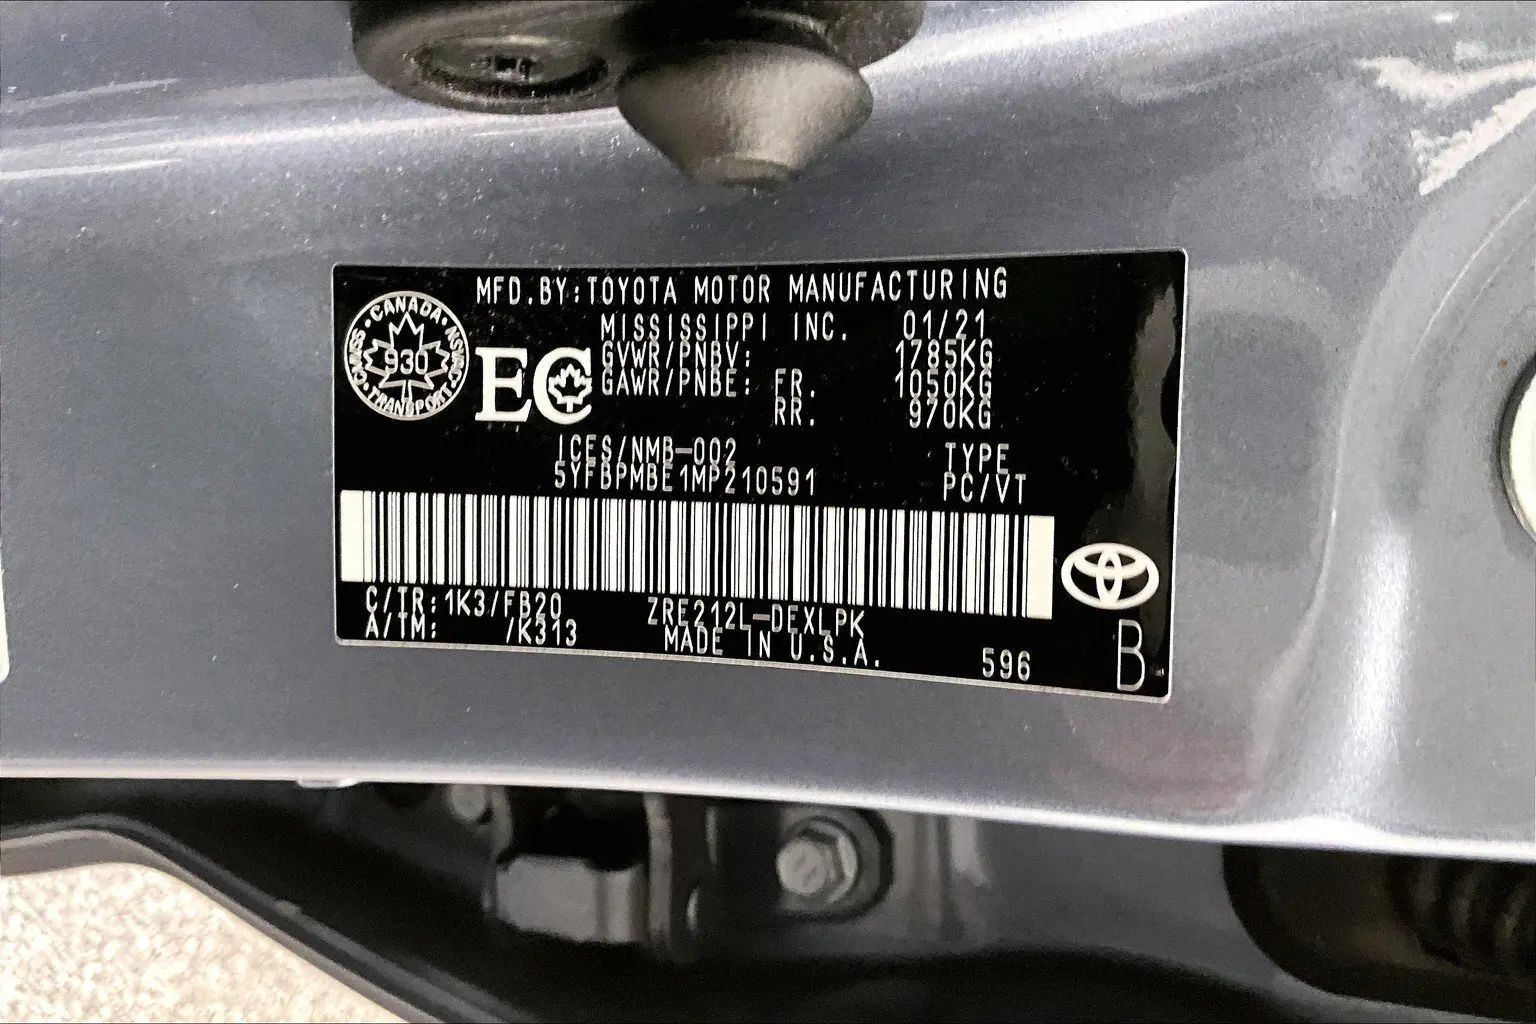 MFD.BY:TOYOTA MOTOR MANUFACTURING
MISSISSIPPI INC. 01/21
GVWR/PNBV: 1785KG
GAWR/PNBE: FR. 1050KG
RR. 970KG
CANADA
930
TRANSPORT
EC
ICES/NMB-002 TYPE
5YFBPMBE1MP210591 PC/VT
C/TR:1K3/FB20 ZRE212L-DEXLPK
A/TM: /K313 MADE IN U.S.A.
596
B